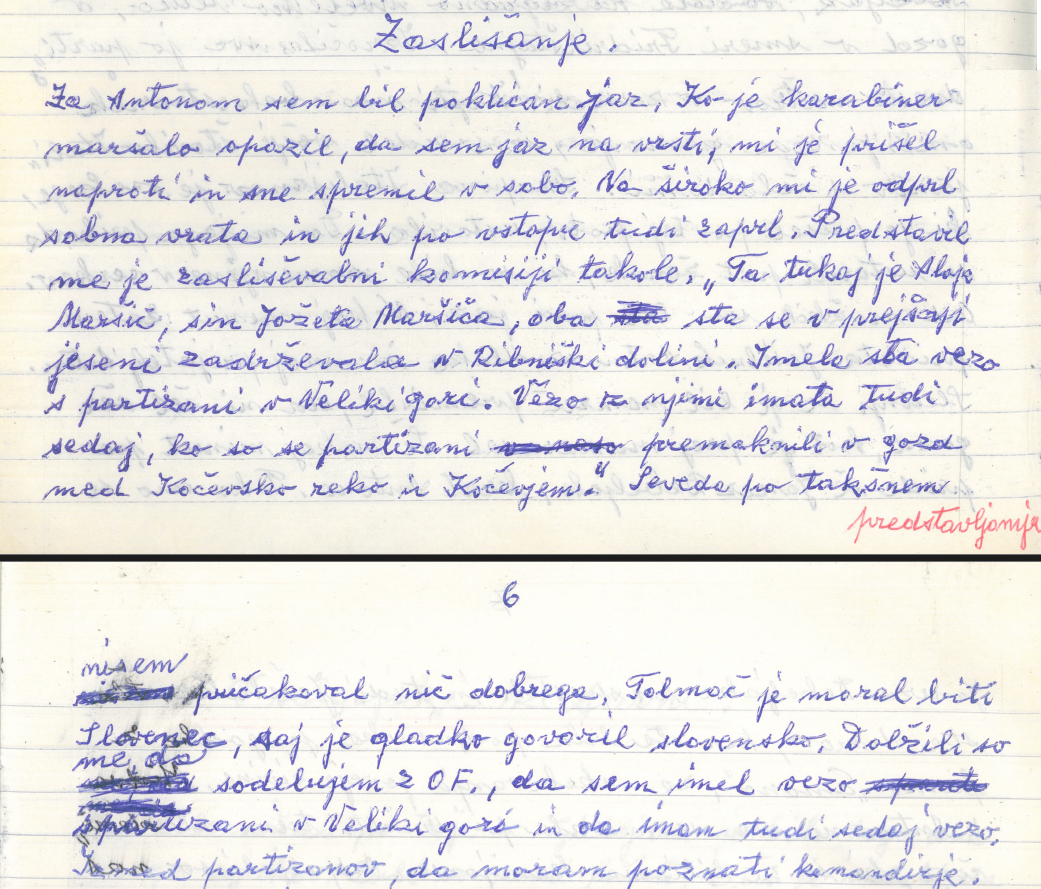 Zaslišanje.
Za Antonom sem bil poklican jaz. Ko je karabiner
maršalo opazil, da sem jaz na vrsti, mi je prišel
naproti in me spremil v sobo. Na široko mi je odprl
sobna vrata in jih po vstopu tudi zaprl. Predstavil
me je zasliševalni komisiji takole. „Ta tukaj je Alojz
Maršič, sin Jožeta Maršiča, oba sta se v prejšnji
jeseni zadrževala v Ribniški dolini. Imela sta vezo
s partizani v Veliki gori. Vezo z njimi imata tudi
sedaj, ko so se partizani premaknili v gozd
med Kočevsko reko in Kočevjem." Seveda po takšnem
predstavljanju
6
nisem
pričakoval nič dobrega. Tolmač je moral biti
Slovenec, saj je gladko govoril slovensko. Dolžili so
me, da
sodelujem z OF., da sem imel vezo
s partizani v Veliki gori in da imam tudi sedaj vezo.
partizanov, da moram poznati komandirje.